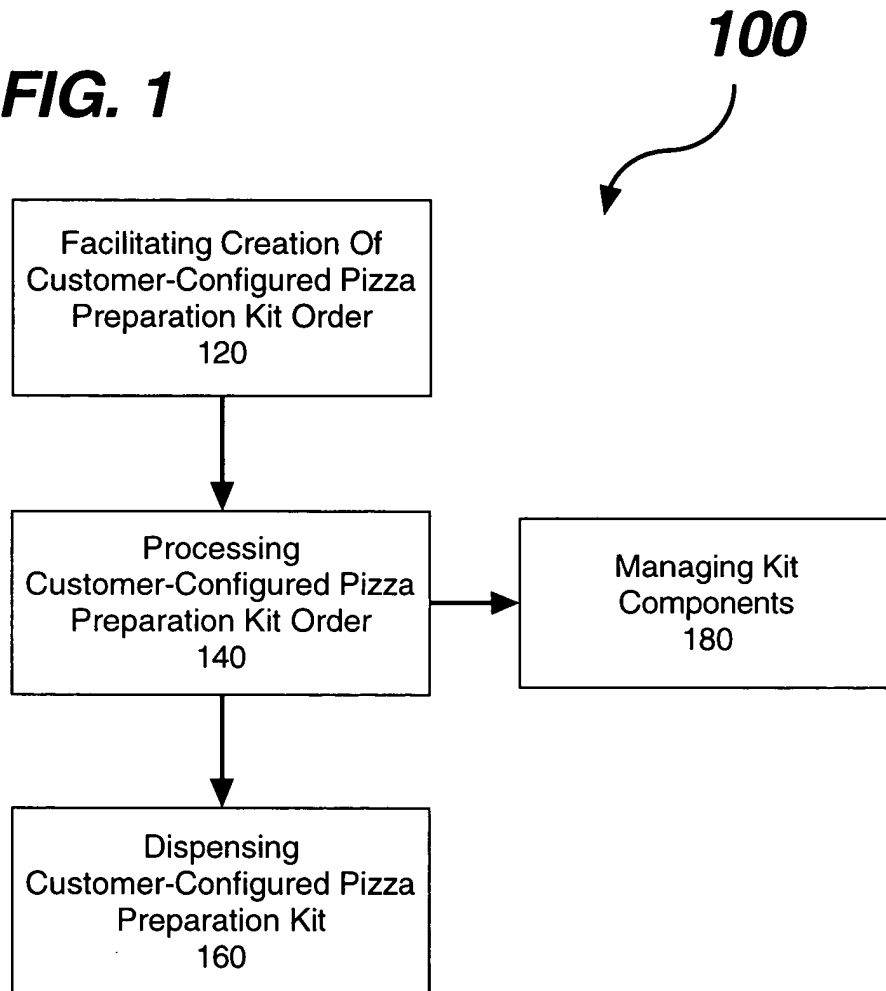 100
FIG. 1
Facilitating Creation Of
Customer-Configured Pizza
Preparation Kit Order
120
Processing
Customer-Configured Pizza
Preparation Kit Order
140
Managing Kit
Components
180
Dispensing
Customer-Configured Pizza
Preparation Kit
160